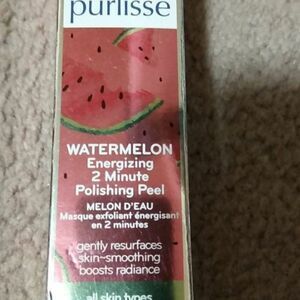 purlisse
WATERMELON
Energizing
2 Minute
Polishing Peel
MELON D'EAU
Masque exfoliant énergisant
en 2 minutes
gently resurfaces
skin-smoothing
boosts radiance
all skin types